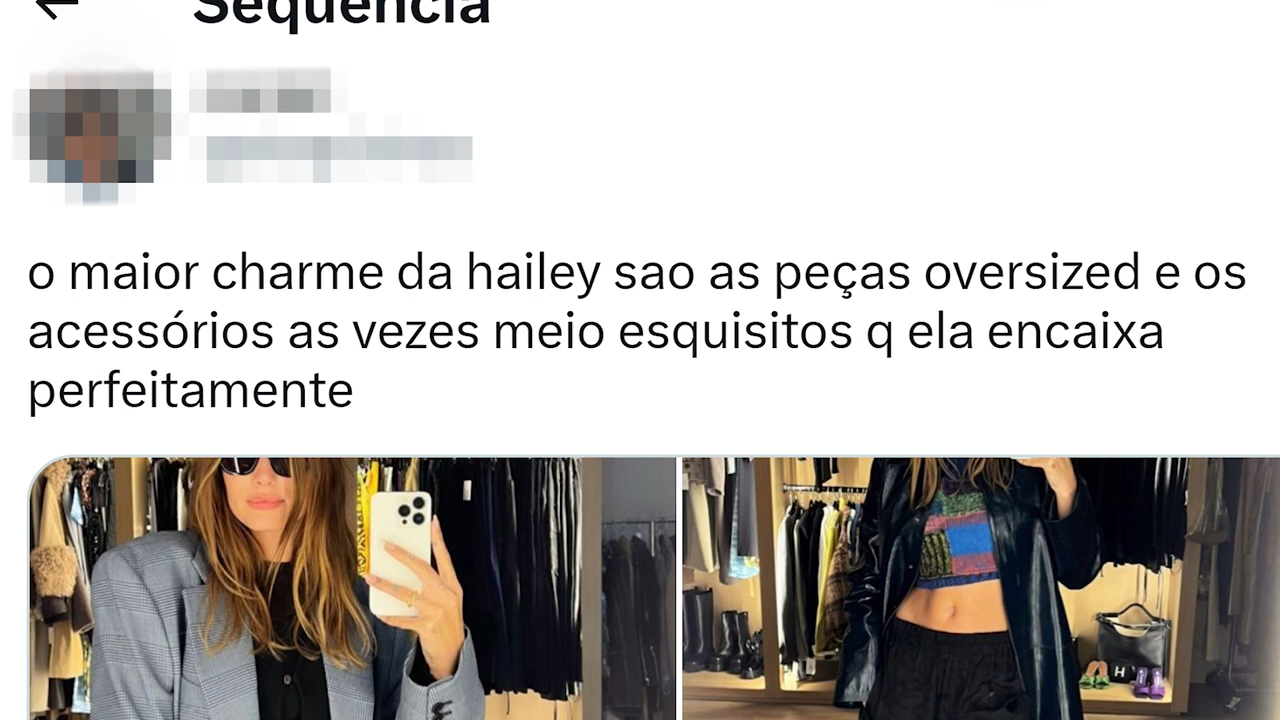 Sequência
o maior charme da hailey sao as peças oversized e os
acessórios as vezes meio esquisitos q ela encaixa
perfeitamente
H